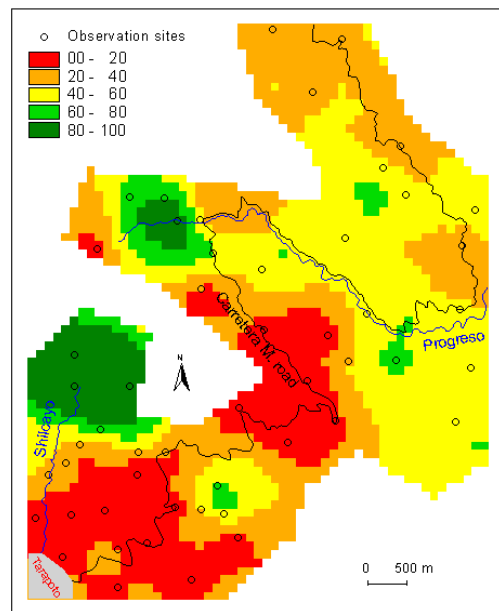 Observation sites
00 - 20
20 - 40
40 - 60
60 - 80
80 - 100
Carretera M. road
Progreso
N
Shilcayo
Tarapoto
0 500 m